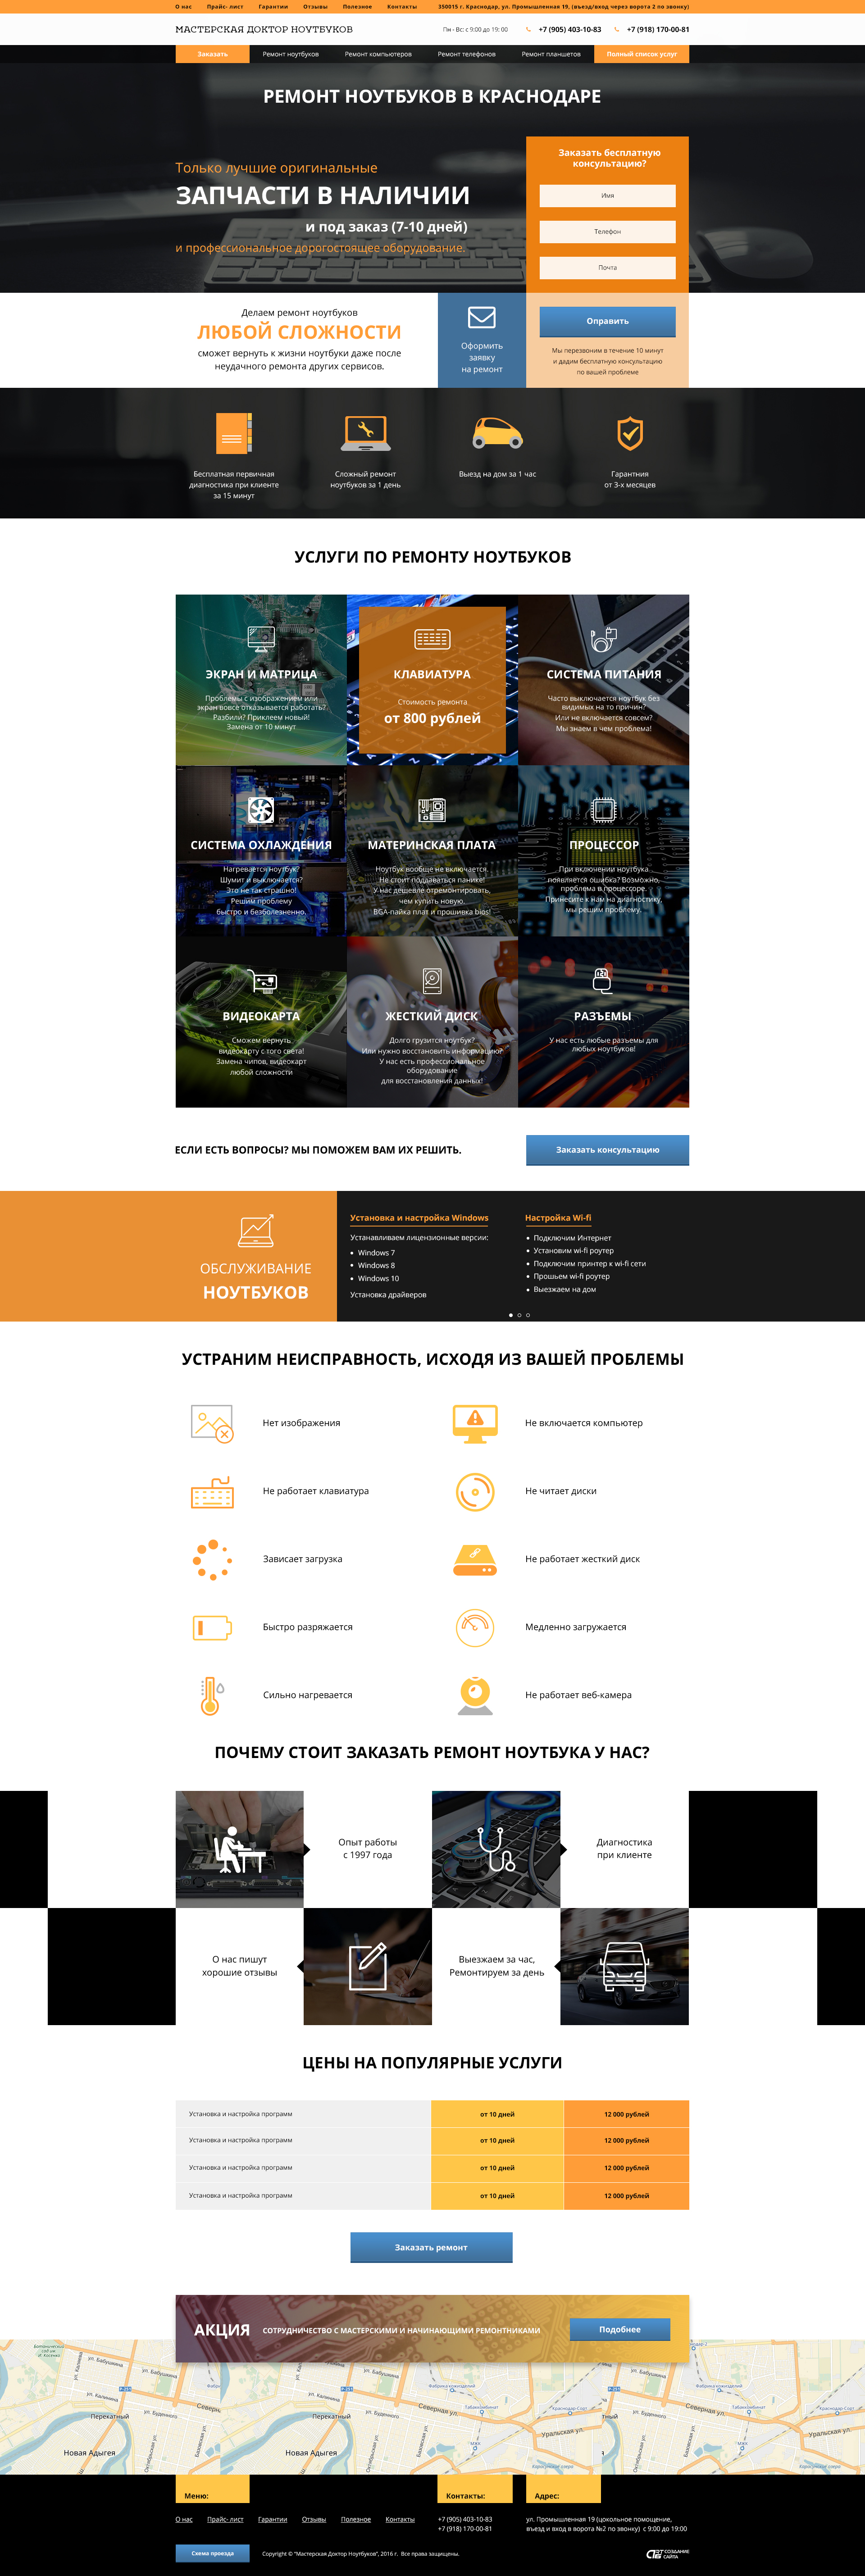 О нас Прайс- лист Гарантии Отзывы Полезное Контакты 350015 г. Краснодар, ул. Промышленная 19, (въезд/вход через ворота 2 по звонку)
МАСТЕРСКАЯ ДОКТОР НОУТБУКОВ Пн - Вс: с 9:00 до 19: 00 +7 (905) 403-10-83 +7 (918) 170-00-81
Заказать Ремонт ноутбуков Ремонт компьютеров Ремонт телефонов Ремонт планшетов Полный список услуг
РЕМОНТ НОУТБУКОВ В КРАСНОДАРЕ
Только лучшие оригинальные
ЗАПЧАСТИ В НАЛИЧИИ
и под заказ (7-10 дней)
и профессиональное дорогостоящее оборудование.
Заказать бесплатную
консультацию?
Имя
Телефон
Почта
Оправить
Мы перезвоним в течение 10 минут
и дадим бесплатную консультацию
по вашей проблеме
Делаем ремонт ноутбуков
ЛЮБОЙ СЛОЖНОСТИ
сможет вернуть к жизни ноутбуки даже после
неудачного ремонта других сервисов.
Оформить
заявку
на ремонт
Бесплатная первичная
диагностика при клиенте
за 15 минут
Сложный ремонт
ноутбуков за 1 день
Выезд на дом за 1 час
Гарантния
от 3-х месяцев
УСЛУГИ ПО РЕМОНТУ НОУТБУКОВ
ЭКРАН И МАТРИЦА
Проблемы с изображением или
экран вовсе отказывается работать?
Разбили? Приклеем новый!
Замена от 10 минут
КЛАВИАТУРА
Стоимость ремонта
от 800 рублей
СИСТЕМА ПИТАНИЯ
Часто выключается ноутбук без
видимых на то причин?
Или не включается совсем?
Мы знаем в чем проблема!
СИСТЕМА ОХЛАЖДЕНИЯ
Нагревается ноутбук?
Шумит и выключается?
Это не так страшно!
Решим проблему
быстро и безболезненно.
МАТЕРИНСКАЯ ПЛАТА
Ноутбук вообще не включается.
Не стоит поддаваться панике!
У нас дешевле отремонтировать,
чем купить новую.
BGA-пайка плат и прошивка bios!
ПРОЦЕССОР
При включении ноутбука
появляется ошибка? Возможно,
проблема в процессоре.
Принесите к нам на диагностику,
мы решим проблему.
ВИДЕОКАРТА
Сможем вернуть
видеокарту с того света!
Замена чипов, видеокарт
любой сложности
ЖЕСТКИЙ ДИСК
Долго грузится ноутбук?
Или нужно восстановить информацию?
У нас есть профессиональное
оборудование
для восстановления данных!
РАЗЪЕМЫ
У нас есть любые разъемы для
любых ноутбуков!
ЕСЛИ ЕСТЬ ВОПРОСЫ? МЫ ПОМОЖЕМ ВАМ ИХ РЕШИТЬ.
Заказать консультацию
ОБСЛУЖИВАНИЕ
НОУТБУКОВ
Установка и настройка Windows
Устанавливаем лицензионные версии:
Windows 7
Windows 8
Windows 10
Установка драйверов
Настройка Wi-fi
Подключим Интернет
Установим wi-fi роутер
Подключим принтер к wi-fi сети
Прошьем wi-fi роутер
Выезжаем на дом
УСТРАНИМ НЕИСПРАВНОСТЬ, ИСХОДЯ ИЗ ВАШЕЙ ПРОБЛЕМЫ
Нет изображения
Не включается компьютер
Не работает клавиатура
Не читает диски
Зависает загрузка
Не работает жесткий диск
Быстро разряжается
Медленно загружается
Сильно нагревается
Не работает веб-камера
ПОЧЕМУ СТОИТ ЗАКАЗАТЬ РЕМОНТ НОУТБУКА У НАС?
Опыт работы
с 1997 года
Диагностика
при клиенте
О нас пишут
хорошие отзывы
Выезжаем за час,
Ремонтируем за день
ЦЕНЫ НА ПОПУЛЯРНЫЕ УСЛУГИ
Установка и настройка программ от 10 дней 12 000 рублей
Установка и настройка программ от 10 дней 12 000 рублей
Установка и настройка программ от 10 дней 12 000 рублей
Установка и настройка программ от 10 дней 12 000 рублей
Заказать ремонт
АКЦИЯ СОТРУДНИЧЕСТВО С МАСТЕРСКИМИ И НАЧИНАЮЩИМИ РЕМОНТНИКАМИ
Подобнее
ул. Бабушкина
ул. Калинина
Перекатный
Новая Адыгея
Перекатный
Новая Адыгея
Северная ул.
Уральская ул.
Северная ул.
Уральская ул.
Меню:
О нас Прайс- лист Гарантии Отзывы Полезное Контакты
Контакты:
+7 (905) 403-10-83
+7 (918) 170-00-81
Адрес:
ул. Промышленная 19 (цокольное помощение,
въезд и вход в ворота №2 по звонку) с 9:00 до 19:00
Схема проезда
Copyright © "Мастерская Доктор Ноутбуков", 2016 г. Все права защищены.
СОЗДАНИЕ
САЙТА